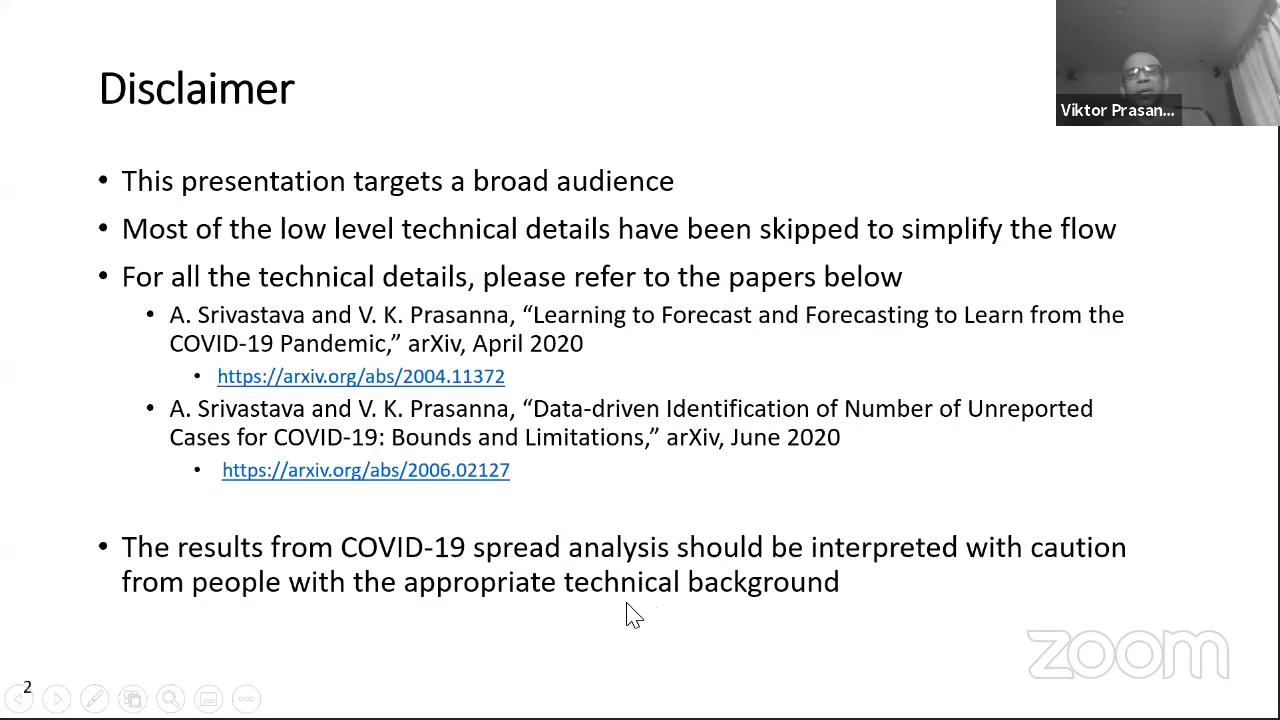 Disclaimer
Viktor Prasan...
• This presentation targets a broad audience
• Most of the low level technical details have been skipped to simplify the flow
• For all the technical details, please refer to the papers below
• A. Srivastava and V. K. Prasanna, “Learning to Forecast and Forecasting to Learn from the
COVID-19 Pandemic,” arXiv, April 2020
• https://arxiv.org/abs/2004.11372
• A. Srivastava and V. K. Prasanna, “Data-driven Identification of Number of Unreported
Cases for COVID-19: Bounds and Limitations,” arXiv, June 2020
• https://arxiv.org/abs/2006.02127
• The results from COVID-19 spread analysis should be interpreted with caution
from people with the appropriate technical background
zoom
2